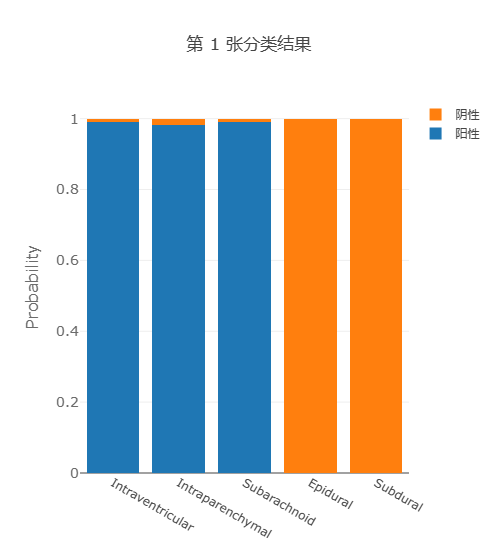 第 1 张分类结果
阴性
阳性
Probability
1
0.8
0.6
0.4
0.2
0
Intraventricular
Intraparenchymal
Subarachnoid
Epidural
Subdural